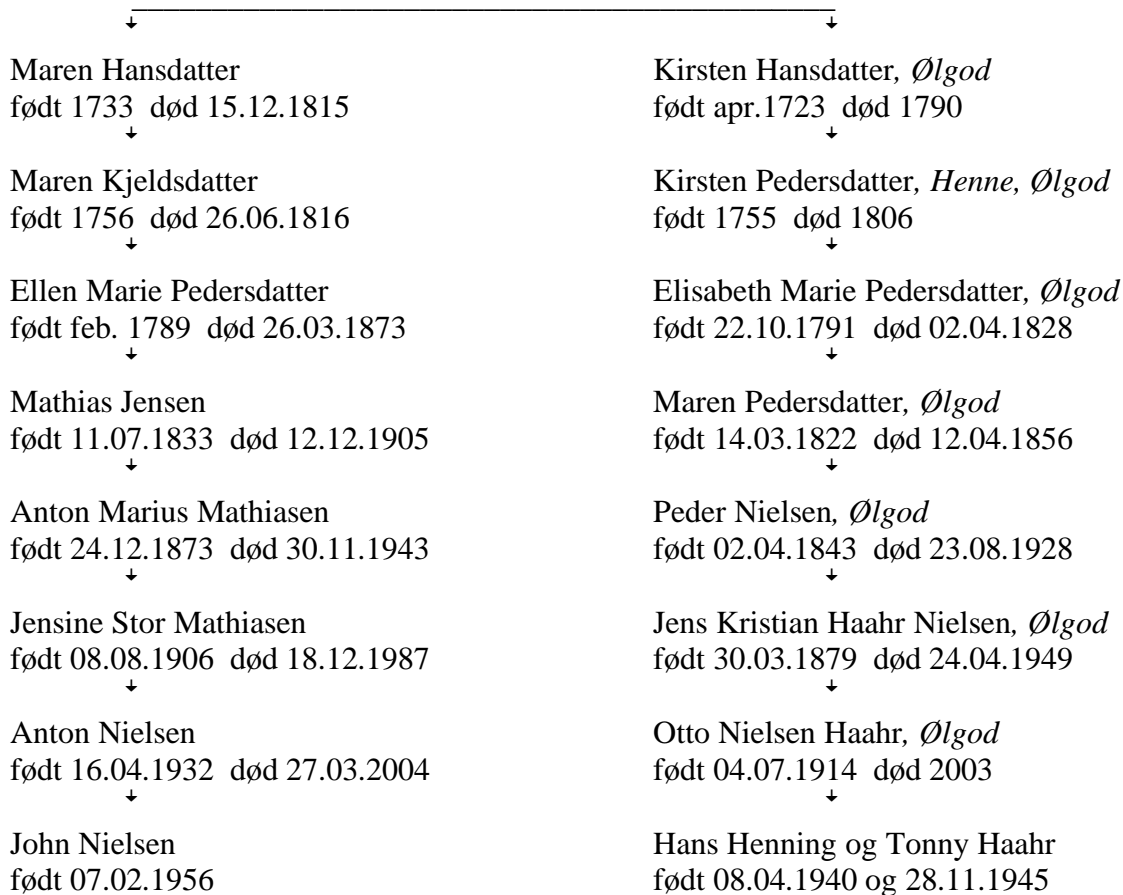 Maren Hansdatter
født 1733  død 15.12.1815
Maren Kjeldsdatter
født 1756  død 26.06.1816
Ellen Marie Pedersdatter
født feb. 1789  død 26.03.1873
Mathias Jensen
født 11.07.1833  død 12.12.1905
Anton Marius Mathiasen
født 24.12.1873  død 30.11.1943
Jensine Stor Mathiasen
født 08.08.1906  død 18.12.1987
Anton Nielsen
født 16.04.1932  død 27.03.2004
John Nielsen
født 07.02.1956
Kirsten Hansdatter, Ølgod
født apr.1723  død 1790
Kirsten Pedersdatter, Henne, Ølgod
født 1755  død 1806
Elisabeth Marie Pedersdatter, Ølgod
født 22.10.1791  død 02.04.1828
Maren Pedersdatter, Ølgod
født 14.03.1822  død 12.04.1856
Peder Nielsen, Ølgod
født 02.04.1843  død 23.08.1928
Jens Kristian Haahr Nielsen, Ølgod
født 30.03.1879  død 24.04.1949
Otto Nielsen Haahr, Ølgod
født 04.07.1914  død 2003
Hans Henning og Tonny Haahr
født 08.04.1940 og 28.11.1945